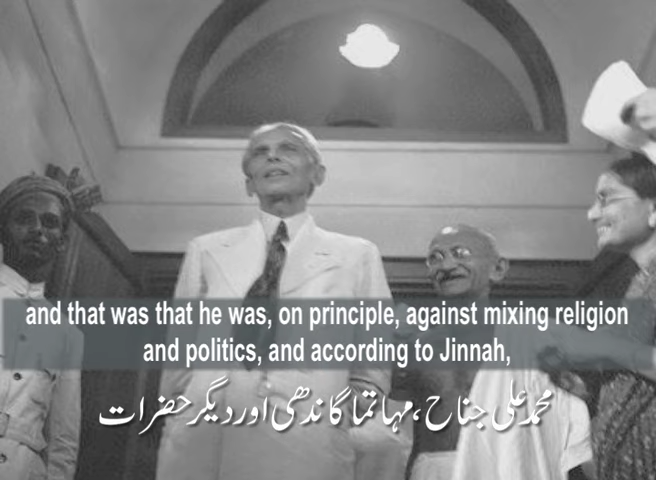 and that was that he was, on principle, against mixing religion
and politics, and according to Jinnah,
محمد علی جناح، مہاتما گاندھی اور دیگر حضرات